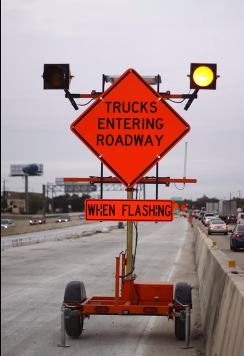 TRUCKS
ENTERING
ROADWAY
WHEN FLASHING